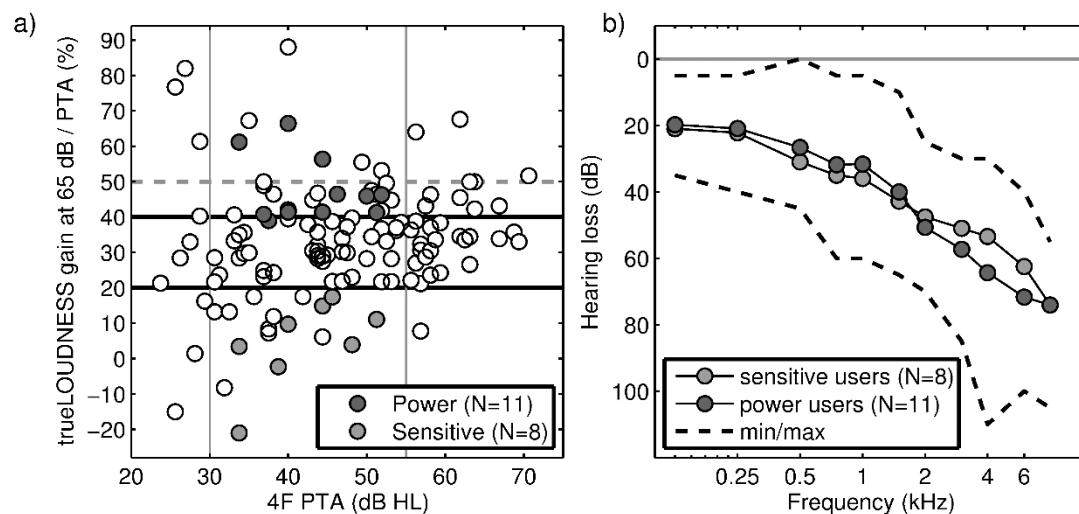 a)
trueLOUDNESS gain at 65 dB / PTA (%)
90
80
70
60
50
40
30
20
10
0
−10
−20
20
30
40
50
60
70
4F PTA (dB HL)
Power (N=11)
Sensitive (N=8)
b)
Hearing loss (dB)
0
20
40
60
80
100
0.25
0.5
1
2
4
6
Frequency (kHz)
sensitive users (N=8)
power users (N=11)
min/max